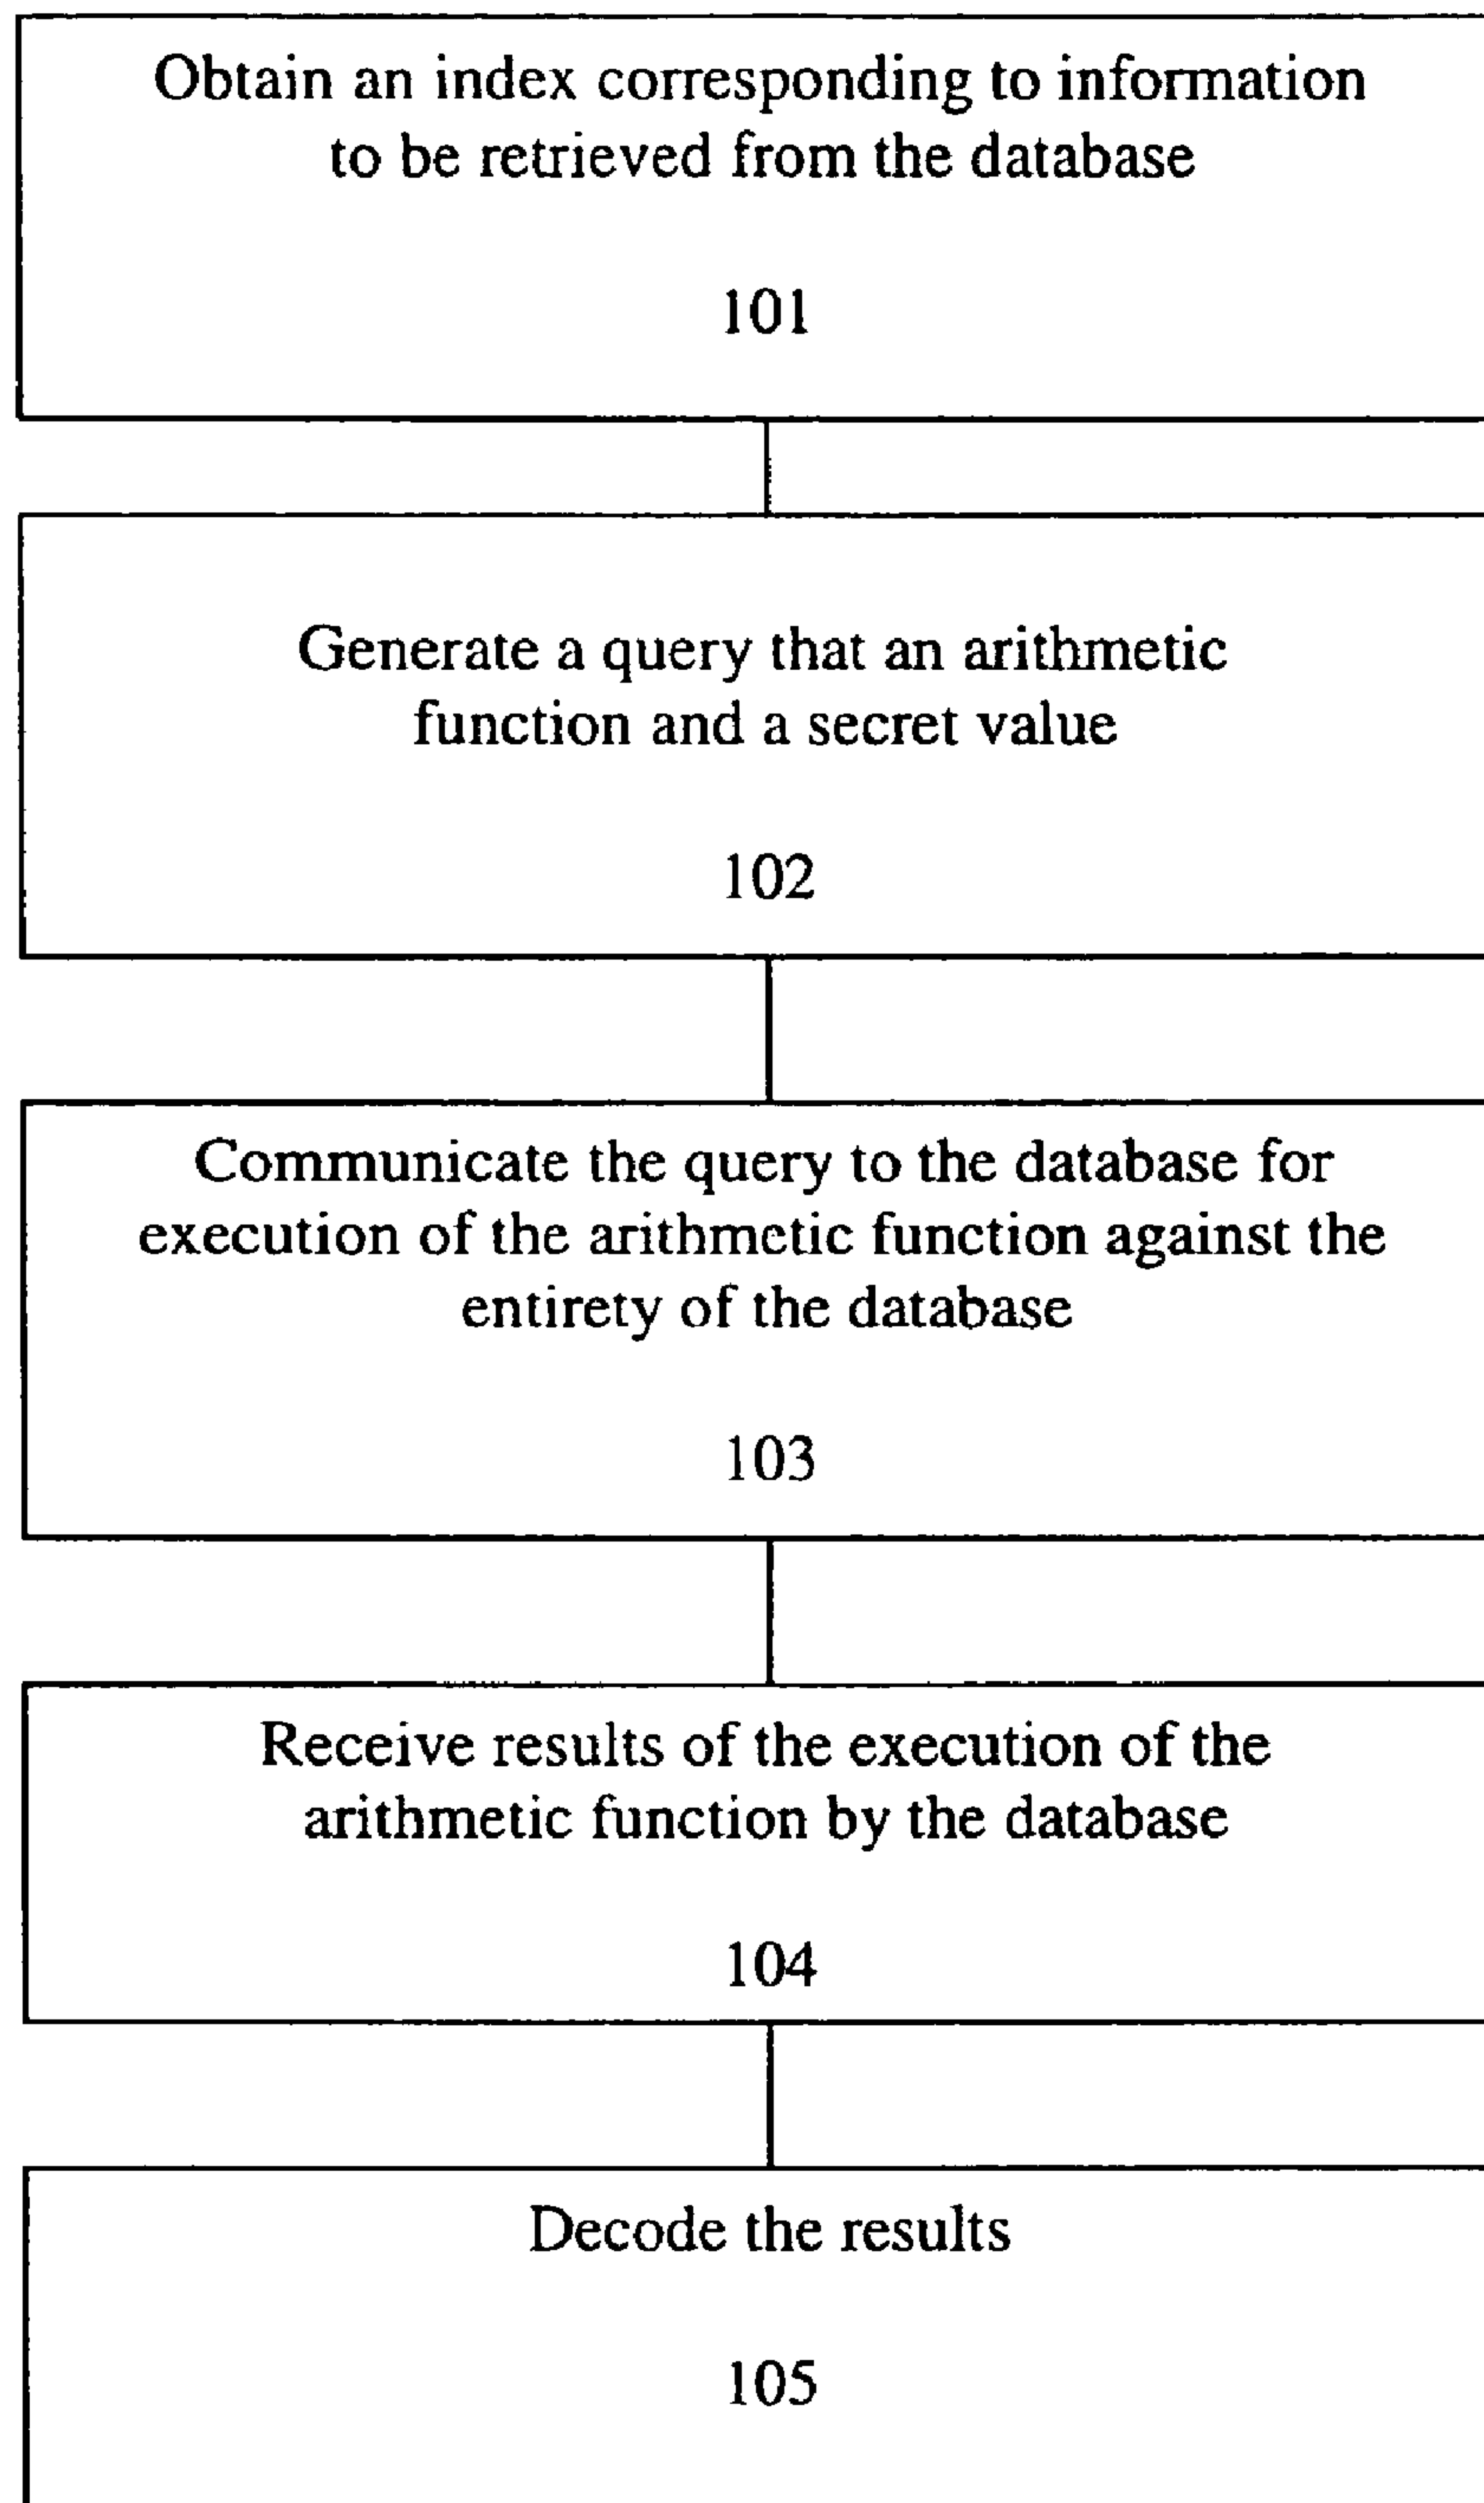 Obtain an index corresponding to information
to be retrieved from the database
101
Generate a query that an arithmetic
function and a secret value
102
Communicate the query to the database for
execution of the arithmetic function against the
entirety of the database
103
Receive results of the execution of the
arithmetic function by the database
104
Decode the results
105